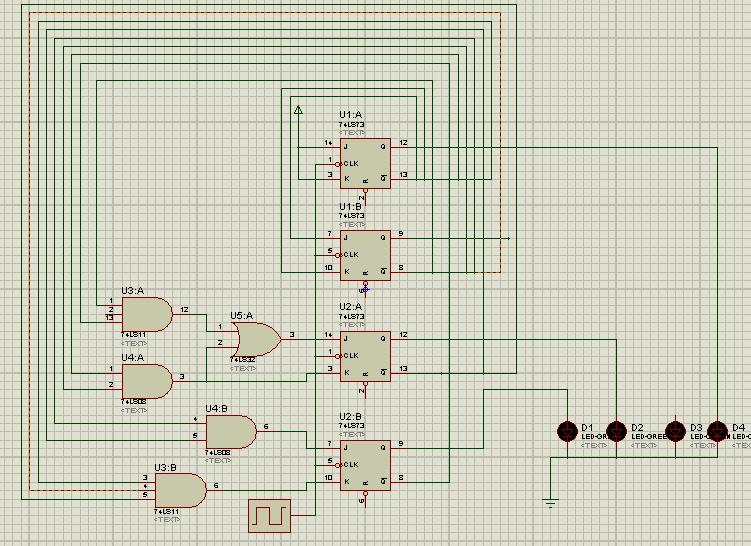 U1:A
74LS73
<TEXT>
14 J Q 12
1 CLK
3 K Q 13
R
2
U1:B
74LS73
<TEXT>
7 J Q 9
5 CLK
10 K Q 8
R
6
U3:A
1
2
13
12
74LS11
<TEXT>
U5:A
1
2
3
74LS32
<TEXT>
U2:A
74LS73
<TEXT>
14 J Q 12
1 CLK
3 K Q 13
R
2
U4:A
1
2
3
74LS08
<TEXT>
U4:B
4
5
6
74LS08
<TEXT>
U2:B
74LS73
<TEXT>
7 J Q 9
5 CLK
10 K Q 8
R
6
U3:B
3
4
5
6
74LS11
<TEXT>
D1 D2 D3 D4
<TEXT> <TEXT> <TEXT> <TEXT>